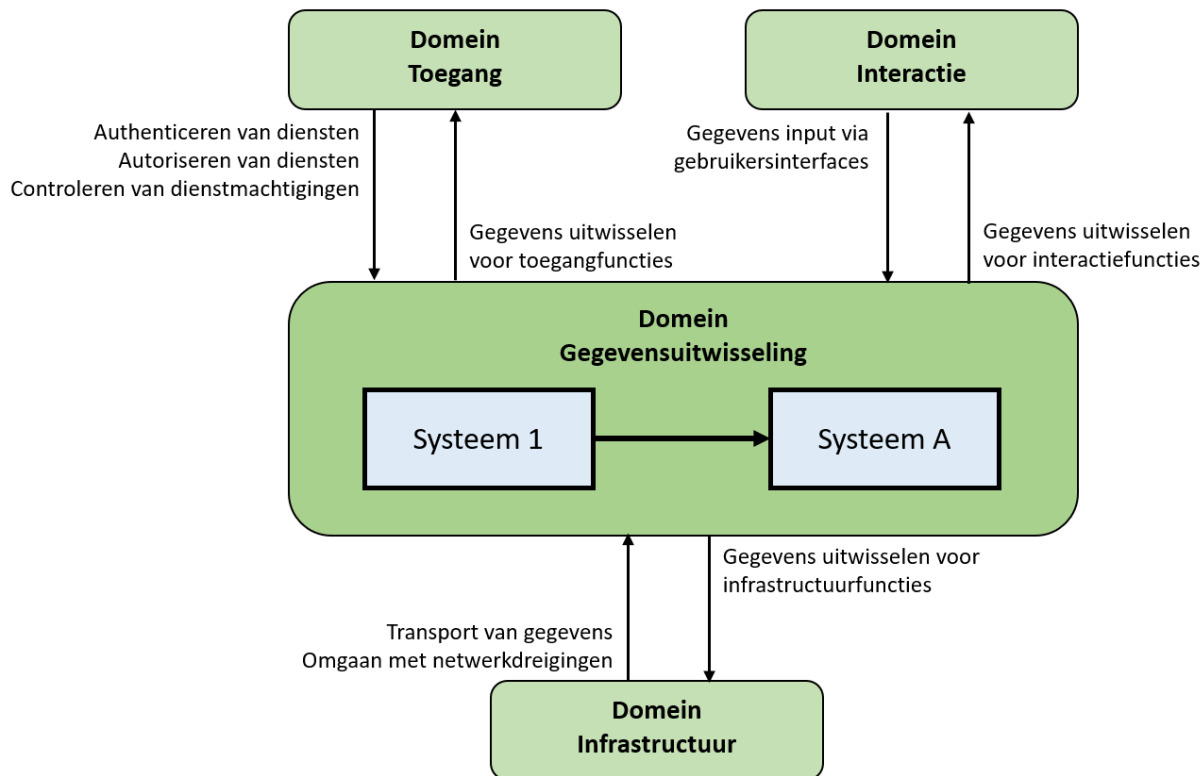 Domein
Toegang
Domein
Interactie
Authenticeren van diensten
Autoriseren van diensten
Controleren van dienstmachtigingen
Gegevens uitwisselen
voor toegangfuncties
Gegevens input via
gebruikersinterfaces
Gegevens uitwisselen
voor interactiefuncties
Domein
Gegevensuitwisseling
Systeem 1
Systeem A
Gegevens uitwisselen voor
infrastructuurfuncties
Transport van gegevens
Omgaan met netwerkdreigingen
Domein
Infrastructuur